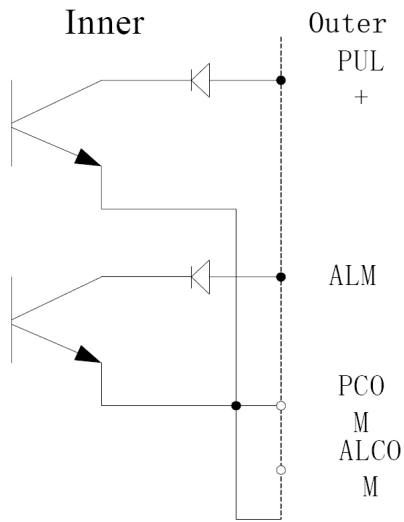 Inner
Outer
PUL
+
ALM
PCO
M
ALCO
M